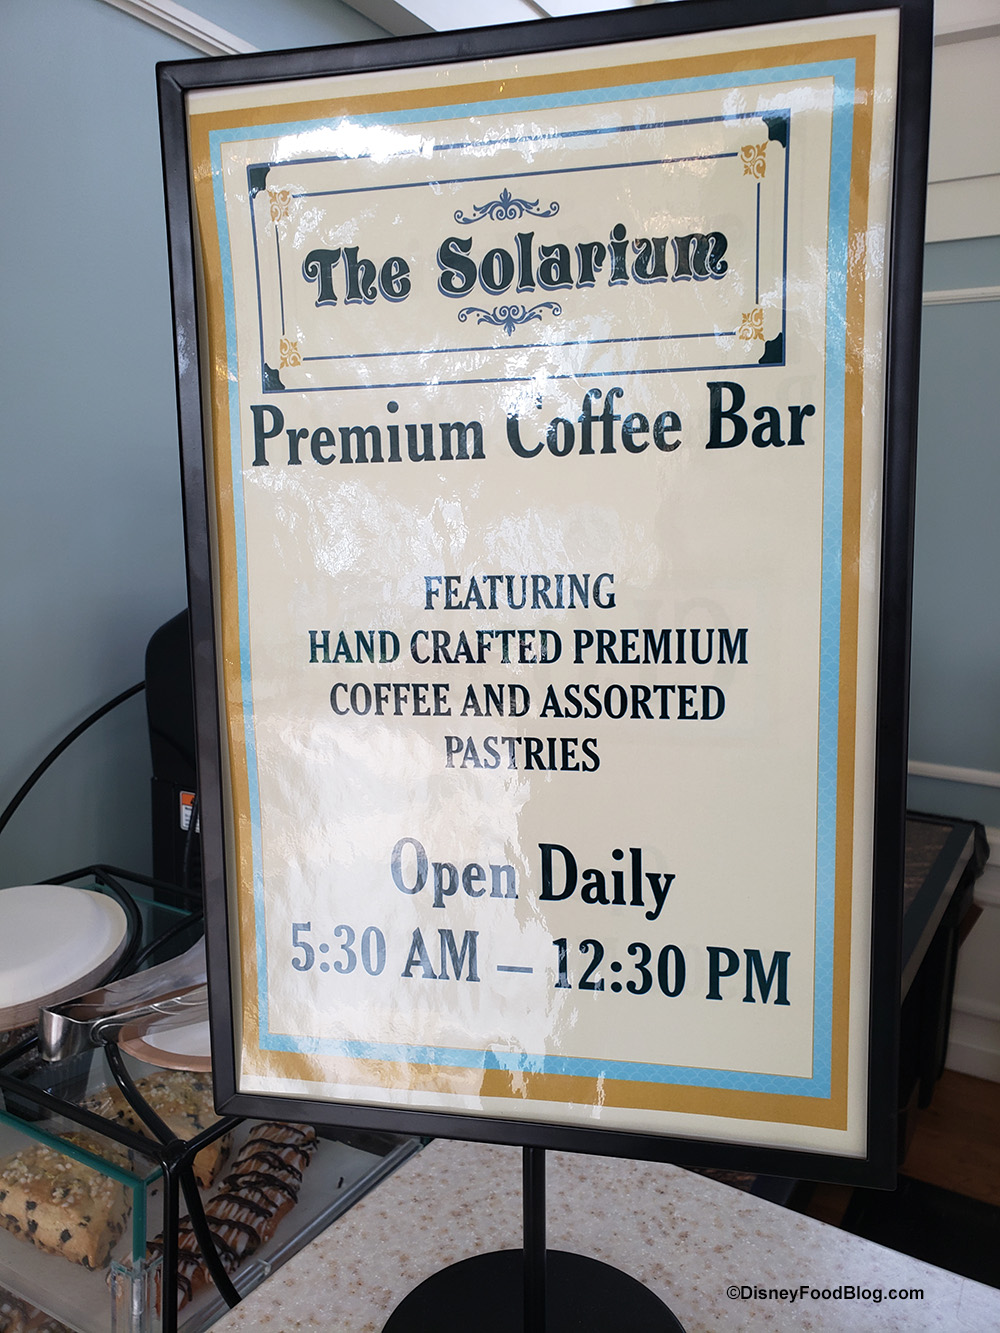 The Solarium
Premium Coffee Bar
FEATURING
HAND CRAFTED PREMIUM
COFFEE AND ASSORTED
PASTRIES
Open Daily
5:30 AM – 12:30 PM
©DisneyFoodBlog.com